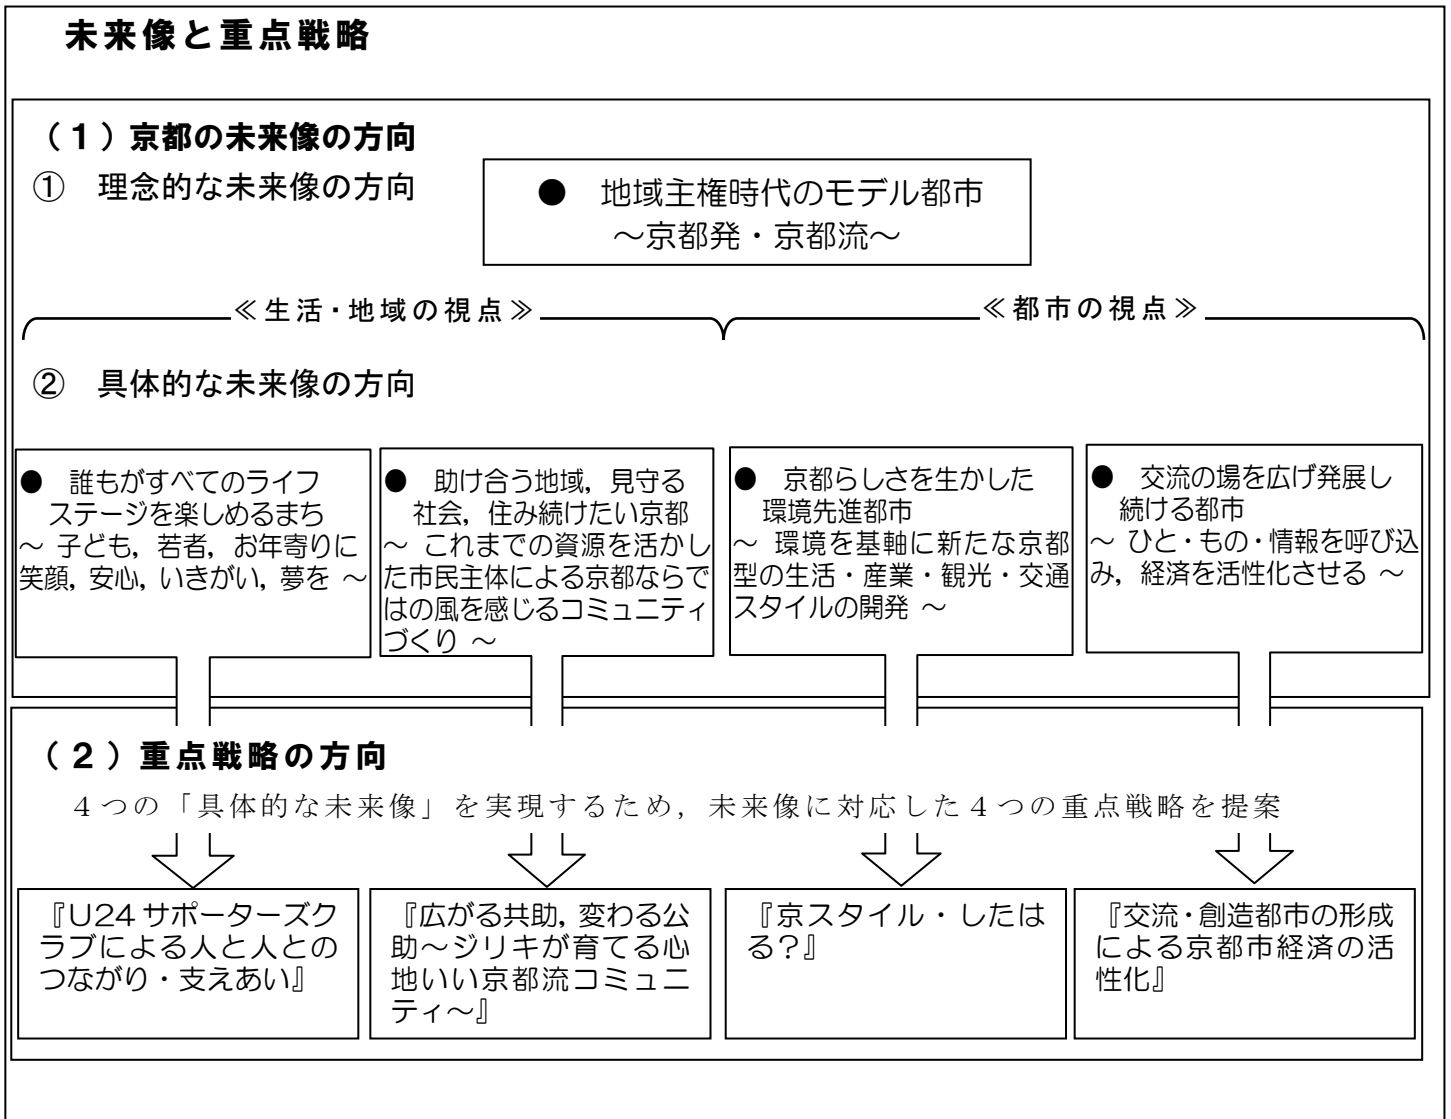 未来像と重点戦略
（１）京都の未来像の方向
① 理念的な未来像の方向
● 地域主権時代のモデル都市
～京都発・京都流～
≪生活・地域の視点≫
≪都市の視点≫
② 具体的な未来像の方向
● 誰もがすべてのライフ
ステージを楽しめるまち
～ 子ども，若者，お年寄りに
笑顔，安心，いきがい，夢を ～
● 助け合う地域，見守る
社会，住み続けたい京都
～ これまでの資源を活かし
た市民主体による京都ならで
はの風を感じるコミュニティ
づくり ～
● 京都らしさを生かした
環境先進都市
～ 環境を基軸に新たな京都
型の生活・産業・観光・交通
スタイルの開発 ～
● 交流の場を広げ発展し
続ける都市
～ ひと・もの・情報を呼び込
み，経済を活性化させる ～
（２）重点戦略の方向
４つの「具体的な未来像」を実現するため，未来像に対応した４つの重点戦略を提案
『U24 サポーターズク
ラブによる人と人との
つながり・支えあい』
『広がる共助，変わる公
助～ジリキが育てる心
地いい京都流コミュニ
ティ～』
『京スタイル・したは
る？』
『交流・創造都市の形成
による京都市経済の活
性化』